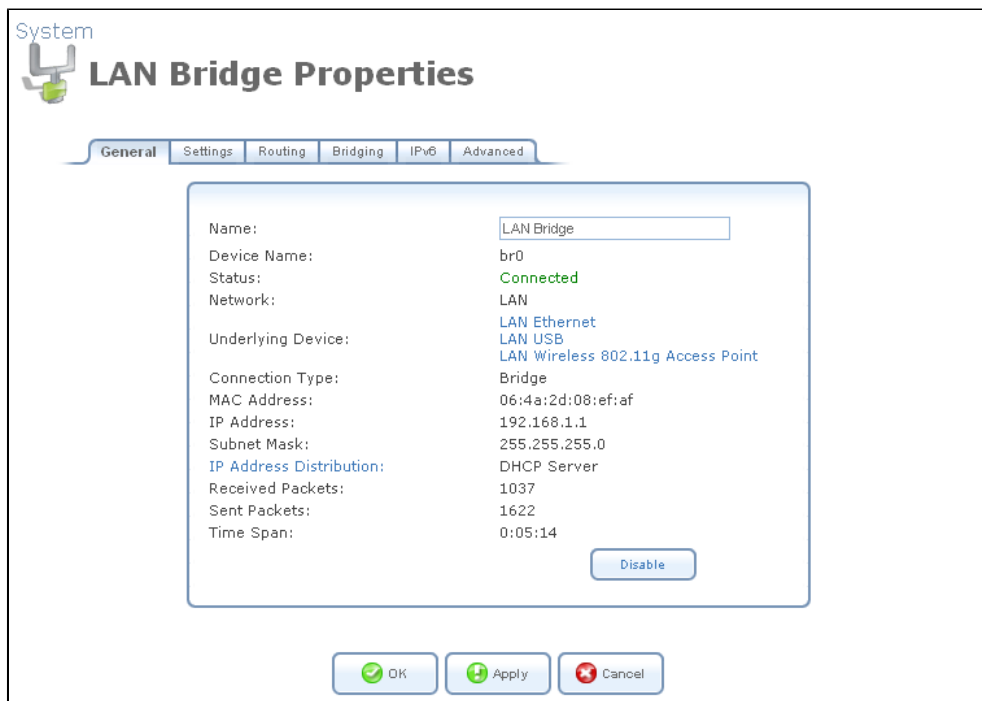 System
LAN Bridge Properties
General Settings Routing Bridging IPv6 Advanced
Name: LAN Bridge
Device Name: br0
Status: Connected
Network: LAN
Underlying Device: LAN Ethernet
LAN USB
LAN Wireless 802.11g Access Point
Connection Type: Bridge
MAC Address: 06:4a:2d:08:ef:af
IP Address: 192.168.1.1
Subnet Mask: 255.255.255.0
IP Address Distribution: DHCP Server
Received Packets: 1037
Sent Packets: 1622
Time Span: 0:05:14
Disable
OK Apply Cancel